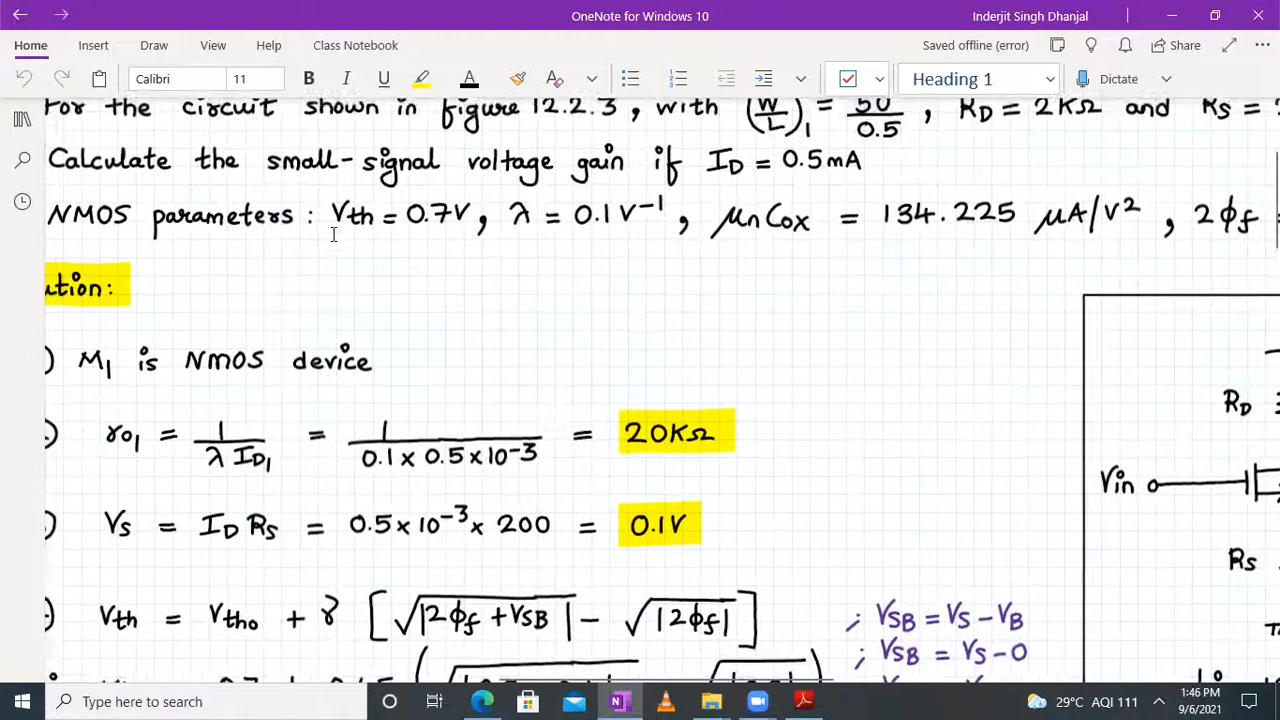 OneNote for Windows 10
Inderjit Singh Dhanjal
Home Insert Draw View Help Class Notebook
Saved offline (error)
Share
Calibri 11 B I U A Heading 1 Dictate
For the circuit shown in figure 12.2.3, with (W/L)₁ = 50/0.5, RD = 2KΩ and RS =
Calculate the small-signal voltage gain if ID = 0.5mA
NMOS parameters: Vth = 0.7V, λ = 0.1V⁻¹, μnCox = 134.225 μA/V², 2ϕf
ution:
) M1 is NMOS device
) ro1 = 1/(λ ID1) = 1/(0.1 x 0.5 x 10⁻³) = 20KΩ
) VS = ID RS = 0.5 x 10⁻³ x 200 = 0.1V
) Vth = Vtho + γ [√|2ϕf + VSB| - √|2ϕf|] ; VSB = VS - VB
; VSB = VS - 0
RD
Vin
RS
Type here to search
29°C AQI 111
1:46 PM
9/6/2021